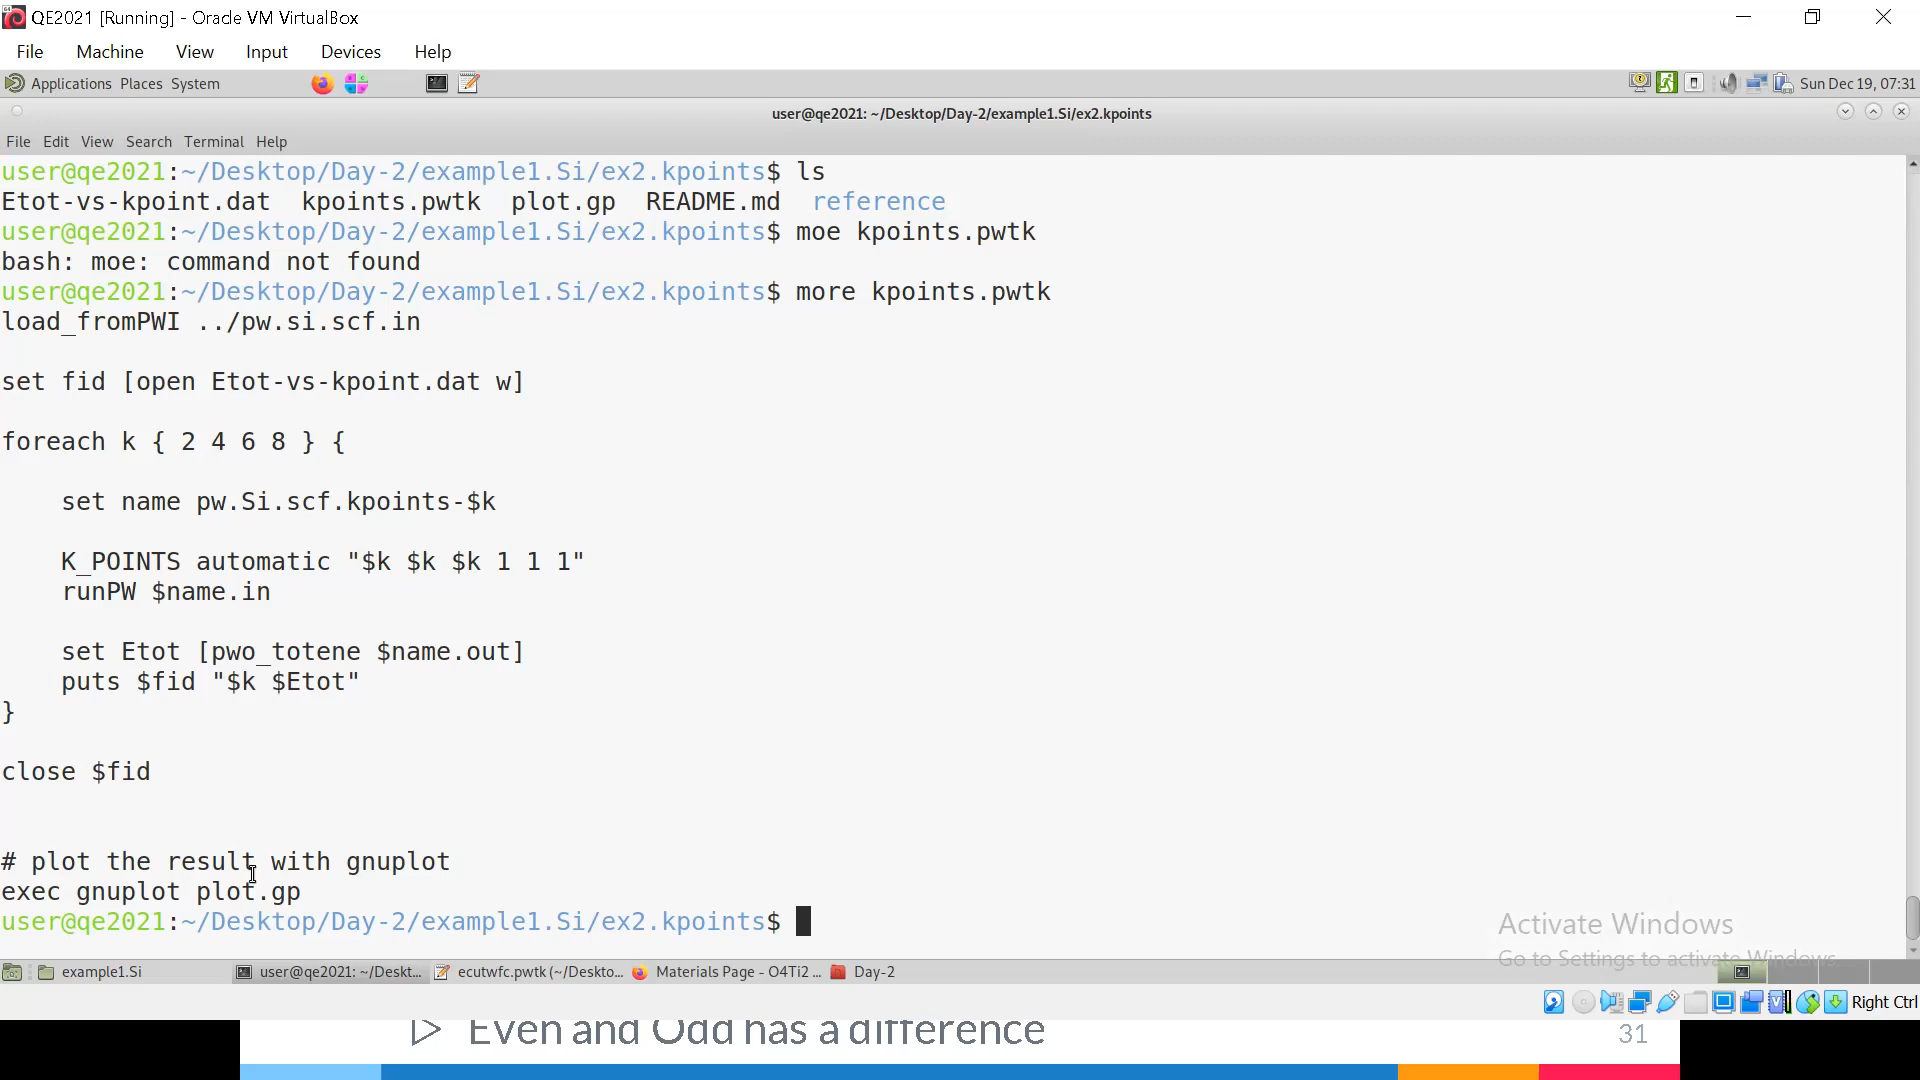 QE2021 [Running] - Oracle VM VirtualBox
File Machine View Input Devices Help
Applications Places System
Sun Dec 19, 07:31
user@qe2021: ~/Desktop/Day-2/example1.Si/ex2.kpoints
File Edit View Search Terminal Help
user@qe2021:~/Desktop/Day-2/example1.Si/ex2.kpoints$ ls
Etot-vs-kpoint.dat kpoints.pwtk plot.gp README.md reference
user@qe2021:~/Desktop/Day-2/example1.Si/ex2.kpoints$ moe kpoints.pwtk
bash: moe: command not found
user@qe2021:~/Desktop/Day-2/example1.Si/ex2.kpoints$ more kpoints.pwtk
load_fromPWI ../pw.si.scf.in
set fid [open Etot-vs-kpoint.dat w]
foreach k { 2 4 6 8 } {
set name pw.Si.scf.kpoints-$k
K_POINTS automatic "$k $k $k 1 1 1"
runPW $name.in
set Etot [pwo_totene $name.out]
puts $fid "$k $Etot"
}
close $fid
# plot the result with gnuplot
exec gnuplot plot.gp
user@qe2021:~/Desktop/Day-2/example1.Si/ex2.kpoints$
Activate Windows
Go to Settings to activate Windows.
example1.Si
user@qe2021: ~/Deskt...
ecutwfc.pwtk (~/Deskto...
Materials Page - O4Ti2 ...
Day-2
Right Ctrl
Even and Odd has a difference
31